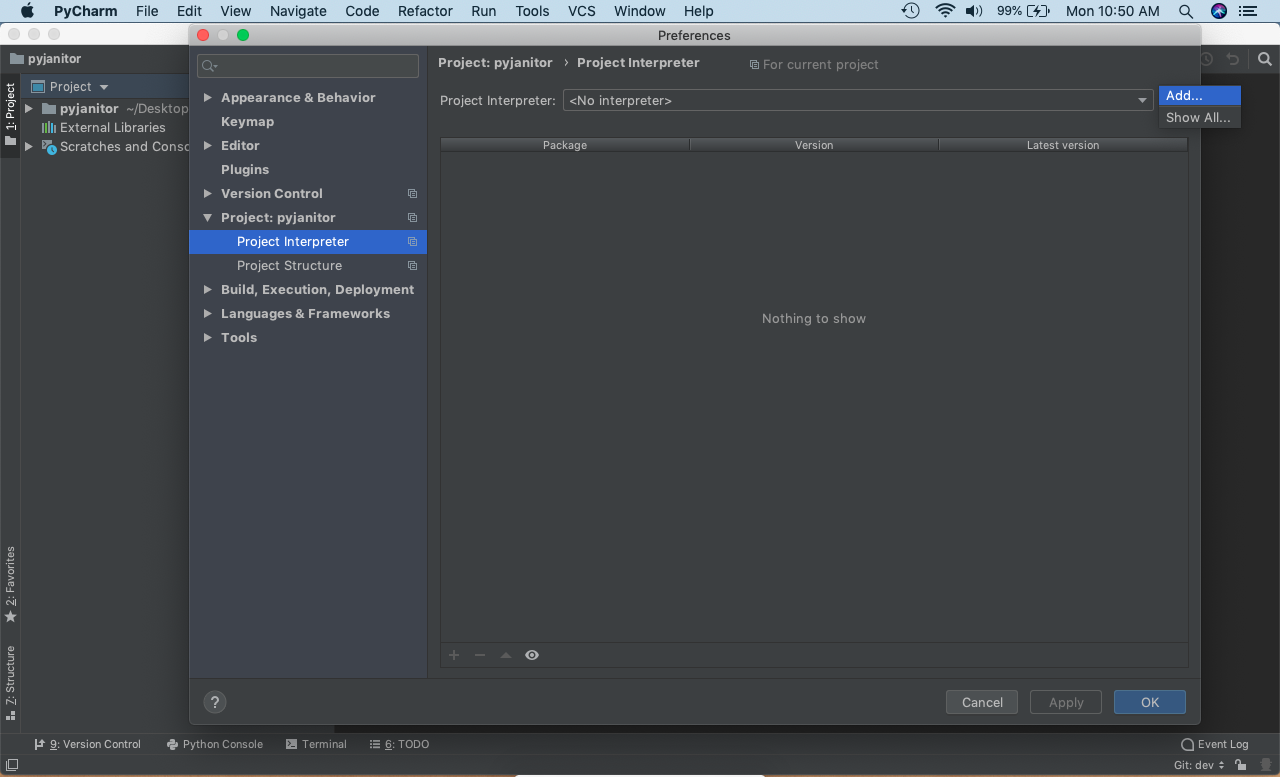 PyCharm File Edit View Navigate Code Refactor Run Tools VCS Window Help 99% Mon 10:50 AM
Preferences
pyjanitor
Project: pyjanitor › Project Interpreter For current project
Project
1: Project
pyjanitor ~/Desktop
External Libraries
Scratches and Conso
Appearance & Behavior
Keymap
Editor
Plugins
Version Control
Project: pyjanitor
Project Interpreter
Project Structure
Build, Execution, Deployment
Languages & Frameworks
Tools
Project Interpreter: <No interpreter>
Add...
Show All...
Package Version Latest version
Nothing to show
2: Favorites
Z: Structure
?
Cancel Apply OK
9: Version Control Python Console Terminal 6: TODO Event Log
Git: dev